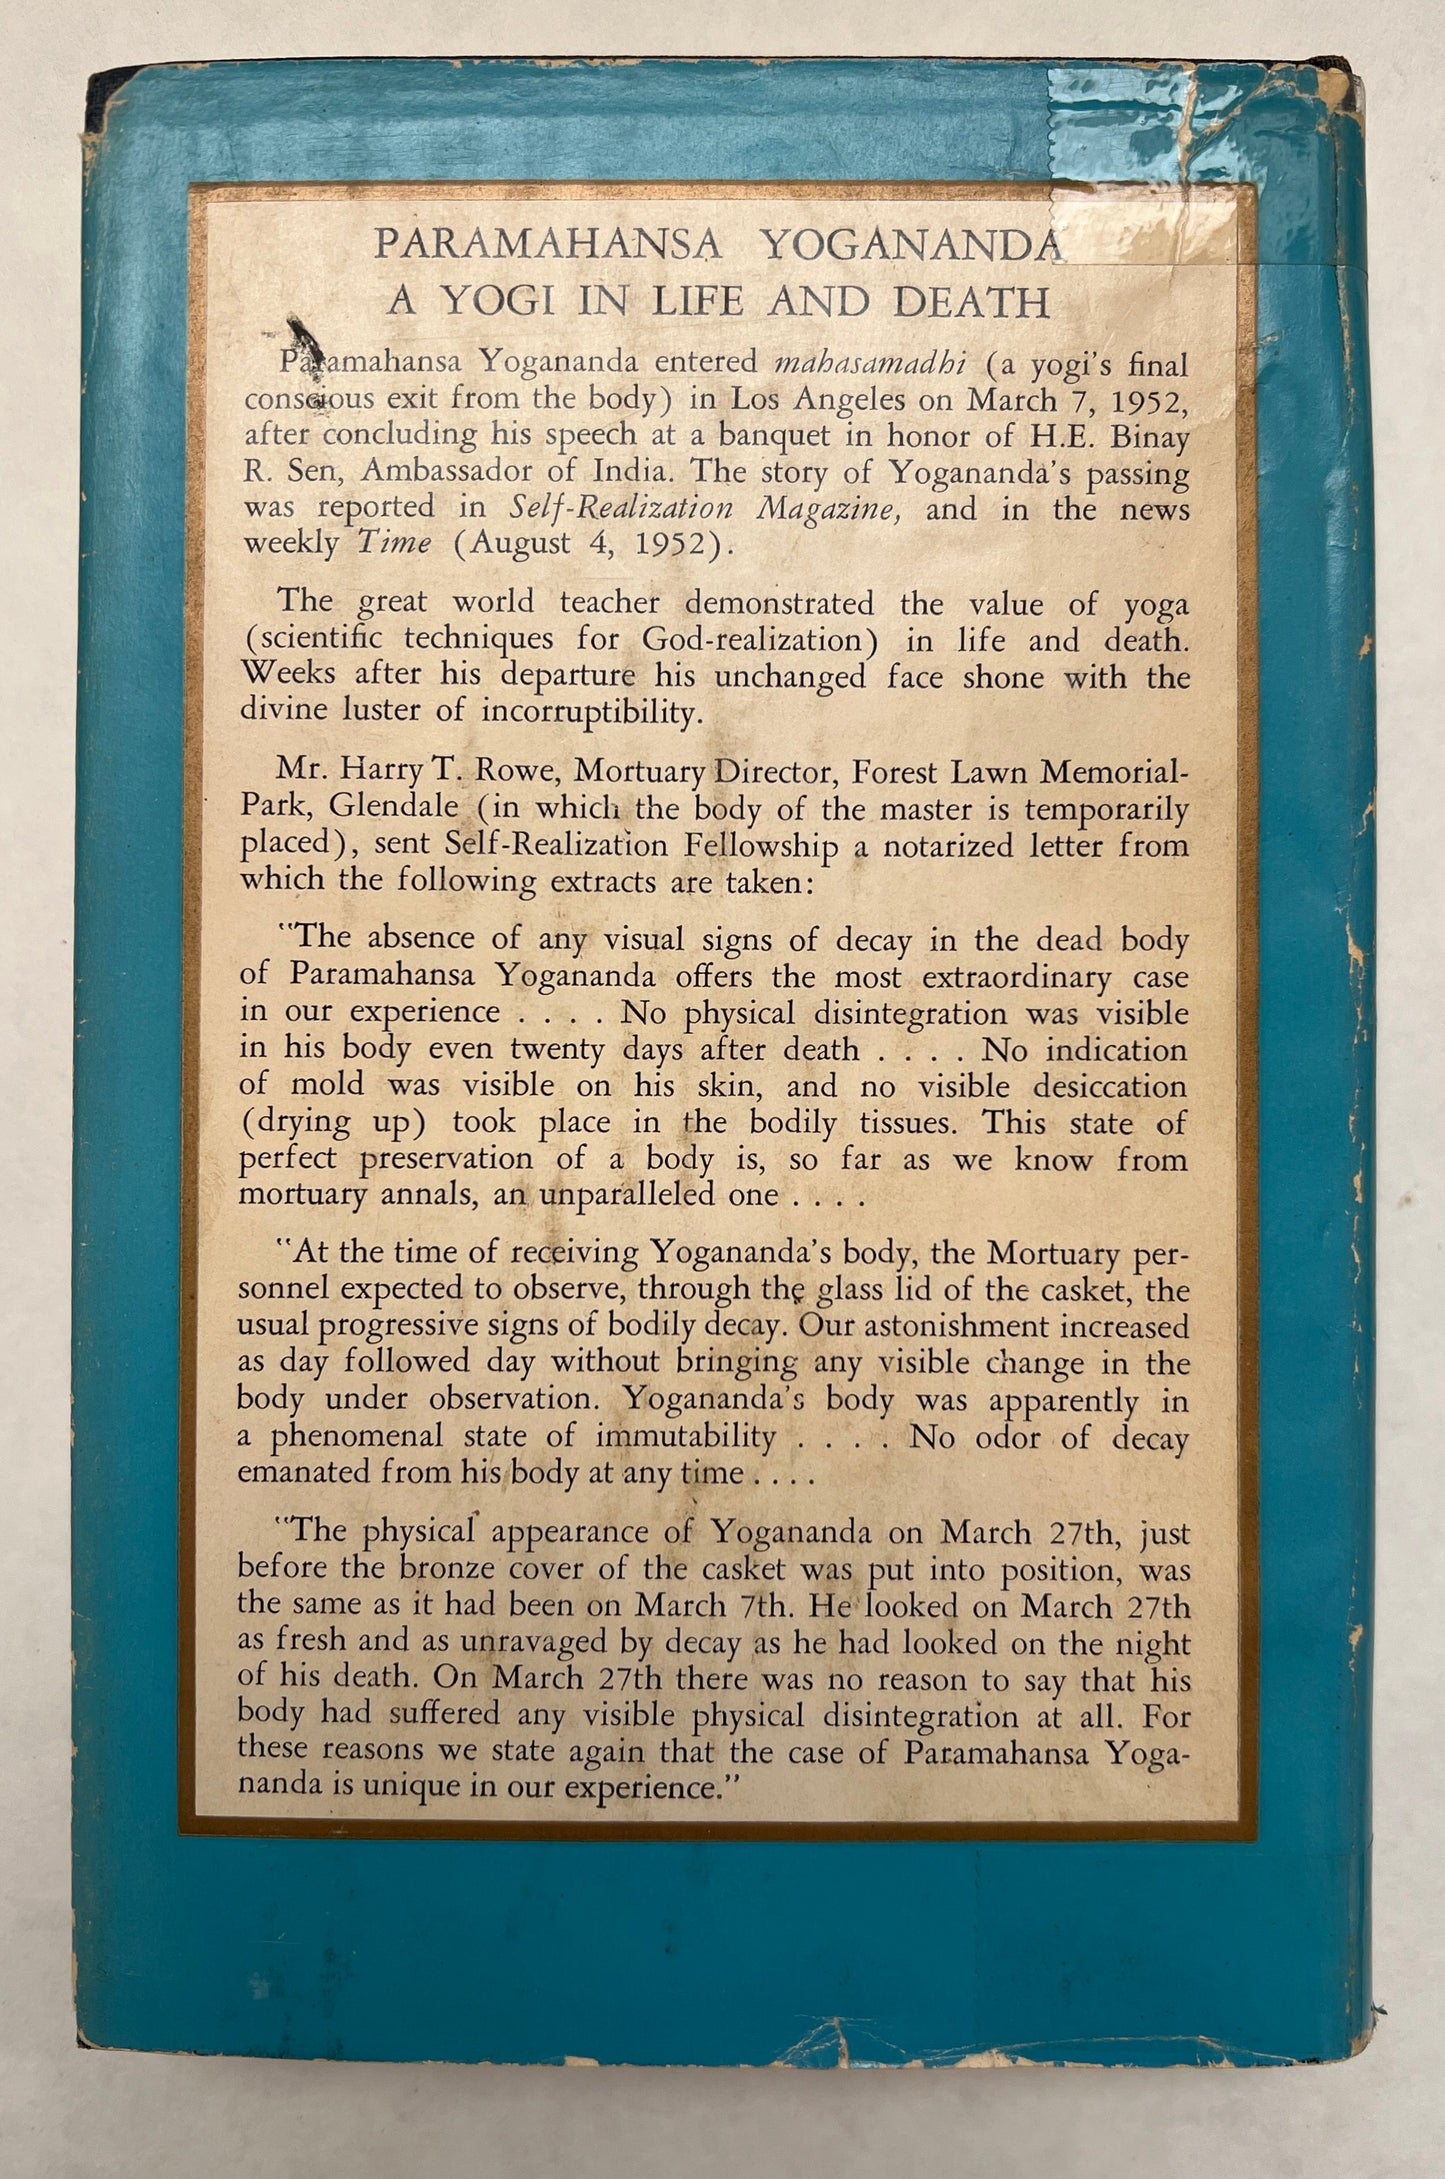 PARAMAHANSA YOGANANDA
A YOGI IN LIFE AND DEATH
Paramahansa Yogananda entered mahasamadhi (a yogi's final
conscious exit from the body) in Los Angeles on March 7, 1952,
after concluding his speech at a banquet in honor of H.E. Binay
R. Sen, Ambassador of India. The story of Yogananda's passing
was reported in Self-Realization Magazine, and in the news
weekly Time (August 4, 1952).
The great world teacher demonstrated the value of yoga
(scientific techniques for God-realization) in life and death.
Weeks after his departure his unchanged face shone with the
divine luster of incorruptibility.
Mr. Harry T. Rowe, Mortuary Director, Forest Lawn Memorial-
Park, Glendale (in which the body of the master is temporarily
placed), sent Self-Realization Fellowship a notarized letter from
which the following extracts are taken:
"The absence of any visual signs of decay in the dead body
of Paramahansa Yogananda offers the most extraordinary case
in our experience . . . . No physical disintegration was visible
in his body even twenty days after death . . . . No indication
of mold was visible on his skin, and no visible desiccation
(drying up) took place in the bodily tissues. This state of
perfect preservation of a body is, so far as we know from
mortuary annals, an unparalleled one . . . .
"At the time of receiving Yogananda's body, the Mortuary per-
sonnel expected to observe, through the glass lid of the casket, the
usual progressive signs of bodily decay. Our astonishment increased
as day followed day without bringing any visible change in the
body under observation. Yogananda's body was apparently in
a phenomenal state of immutability . . . . No odor of decay
emanated from his body at any time . . . .
"The physical appearance of Yogananda on March 27th, just
before the bronze cover of the casket was put into position, was
the same as it had been on March 7th. He looked on March 27th
as fresh and as unravaged by decay as he had looked on the night
of his death. On March 27th there was no reason to say that his
body had suffered any visible physical disintegration at all. For
these reasons we state again that the case of Paramahansa Yoga-
nanda is unique in our experience."